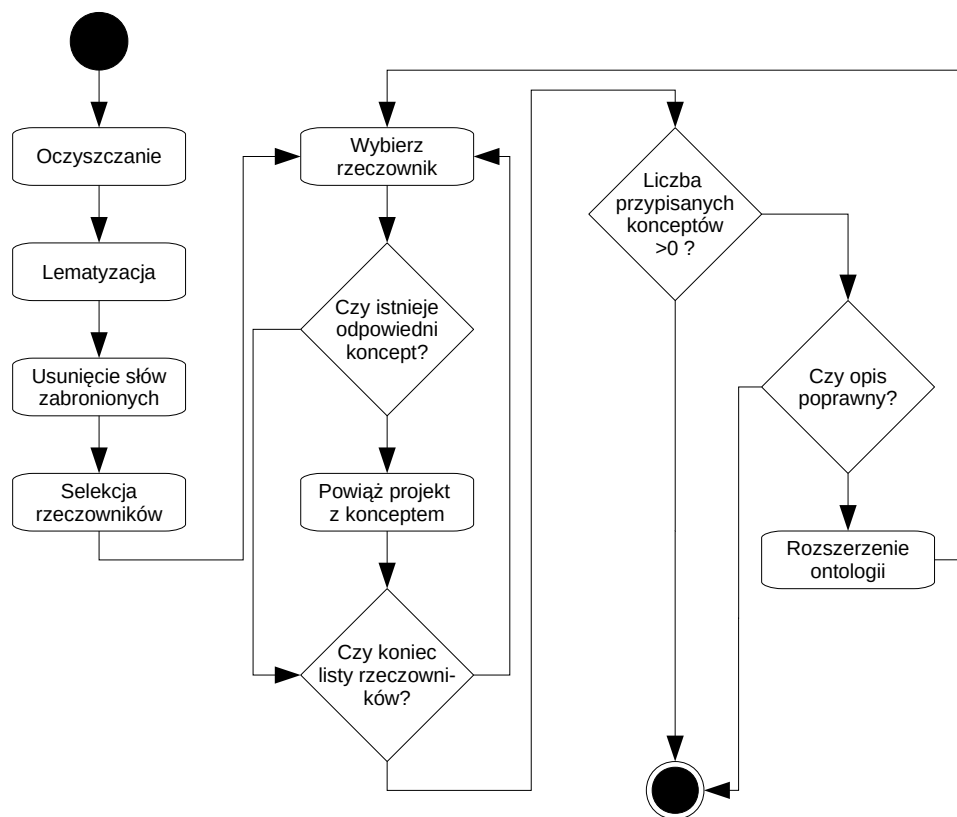 Oczyszczanie
Lematyzacja
Usunięcie słów
zabronionych
Selekcja
rzeczowników
Wybierz
rzeczownik
Czy istnieje
odpowiedni
koncept?
Powiąż projekt
z konceptem
Czy koniec
listy rzeczowni-
ków?
Liczba
przypisanych
konceptów
>0 ?
Czy opis
poprawny?
Rozszerzenie
ontologii